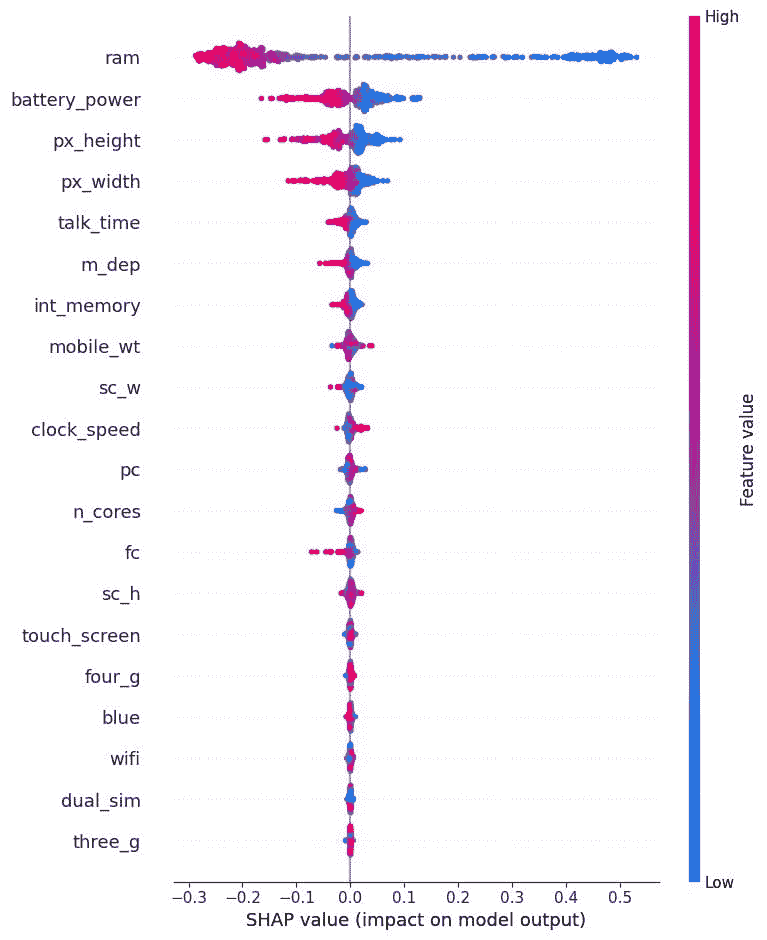 High
ram
battery_power
px_height
px_width
talk_time
m_dep
int_memory
mobile_wt
sc_w
clock_speed
pc
n_cores
fc
sc_h
touch_screen
four_g
blue
wifi
dual_sim
three_g
Feature value
Low
−0.3 −0.2 −0.1 0.0 0.1 0.2 0.3 0.4 0.5
SHAP value (impact on model output)